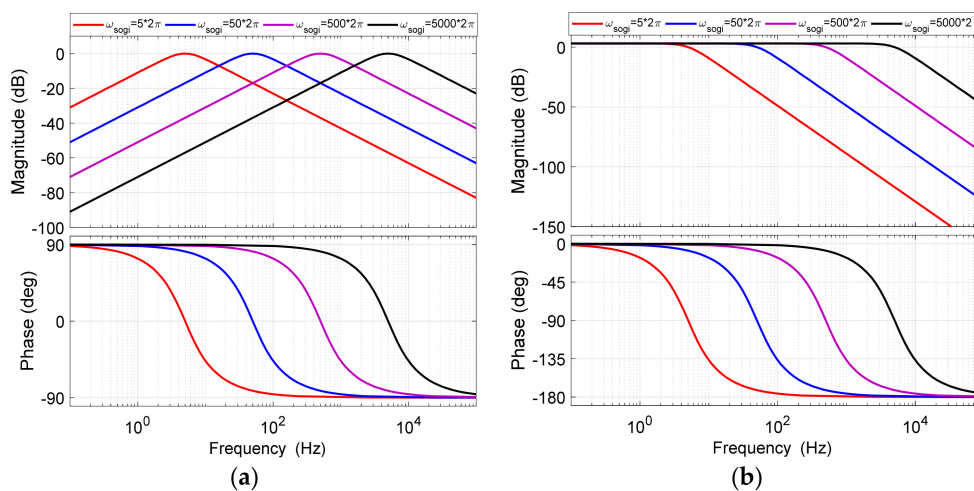 ω_sogi=5*2π ω_sogi=50*2π ω_sogi=500*2π ω_sogi=5000*2π
Magnitude (dB)
0
-20
-40
-60
-80
-100
Phase (deg)
90
0
-90
10^0 10^2 10^4
Frequency (Hz)
(a)
ω_sogi=5*2π ω_sogi=50*2π ω_sogi=500*2π ω_sogi=5000*2π
Magnitude (dB)
0
-50
-100
-150
Phase (deg)
0
-45
-90
-135
-180
10^0 10^2 10^4
Frequency (Hz)
(b)